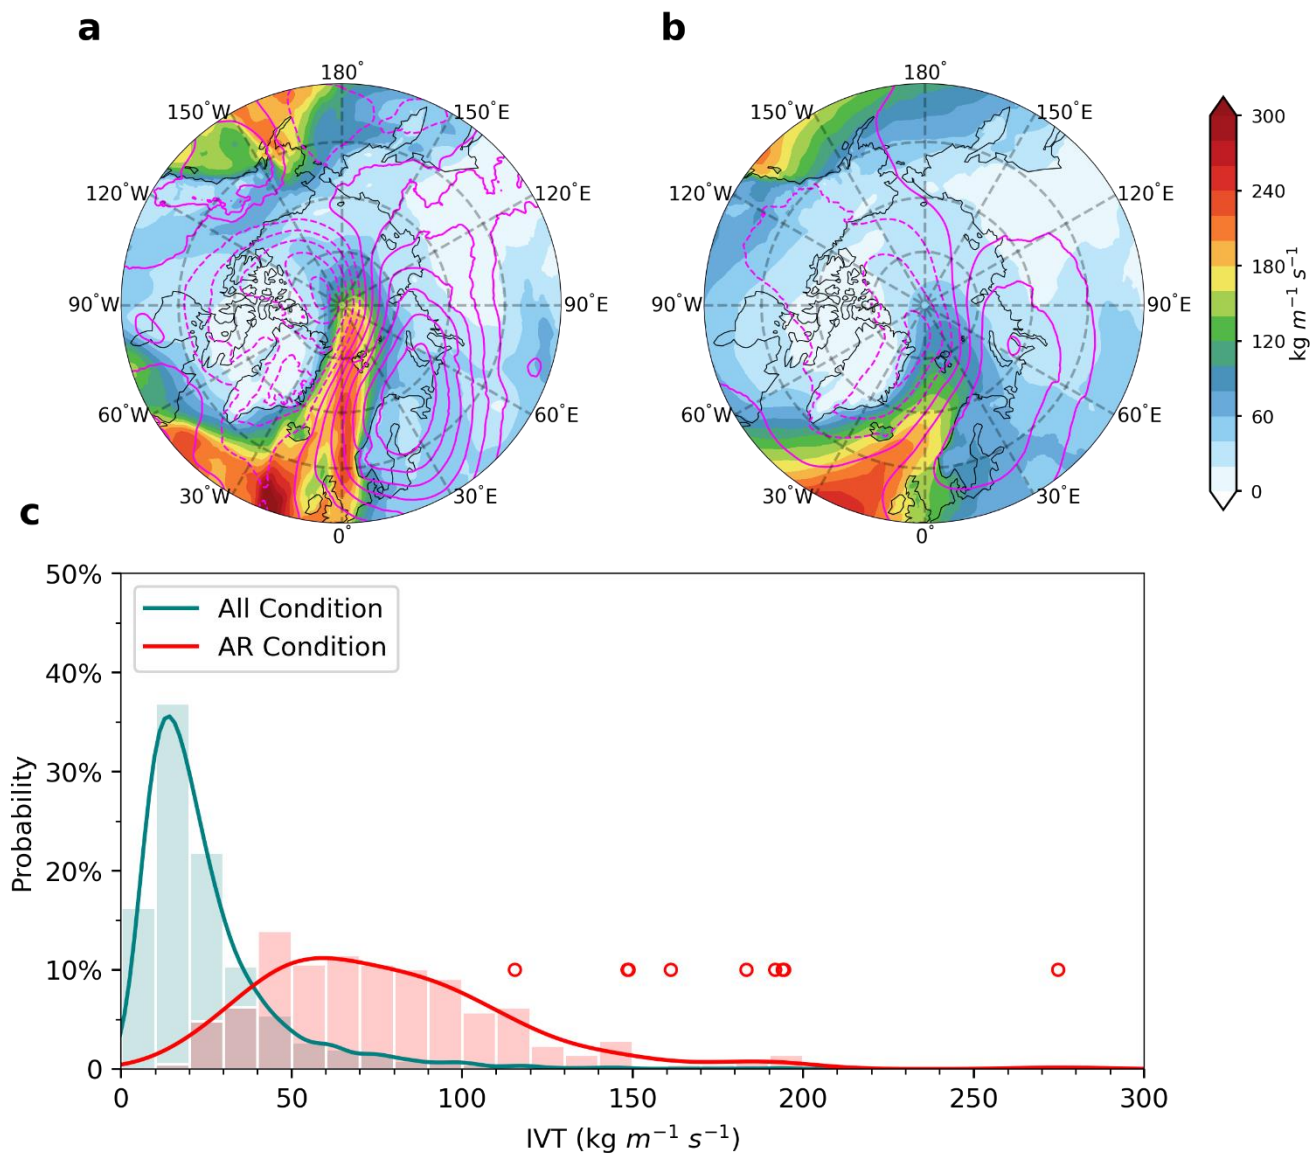 a
b
180°
150°W
150°E
120°W
120°E
90°W
90°E
60°W
60°E
30°W
30°E
0°
180°
150°W
150°E
120°W
120°E
90°W
90°E
60°W
60°E
30°W
30°E
0°
300
240
180
120
60
0
kg m⁻¹ s⁻¹
c
50%
40%
30%
20%
10%
0
Probability
All Condition
AR Condition
0 50 100 150 200 250 300
IVT (kg m⁻¹ s⁻¹)